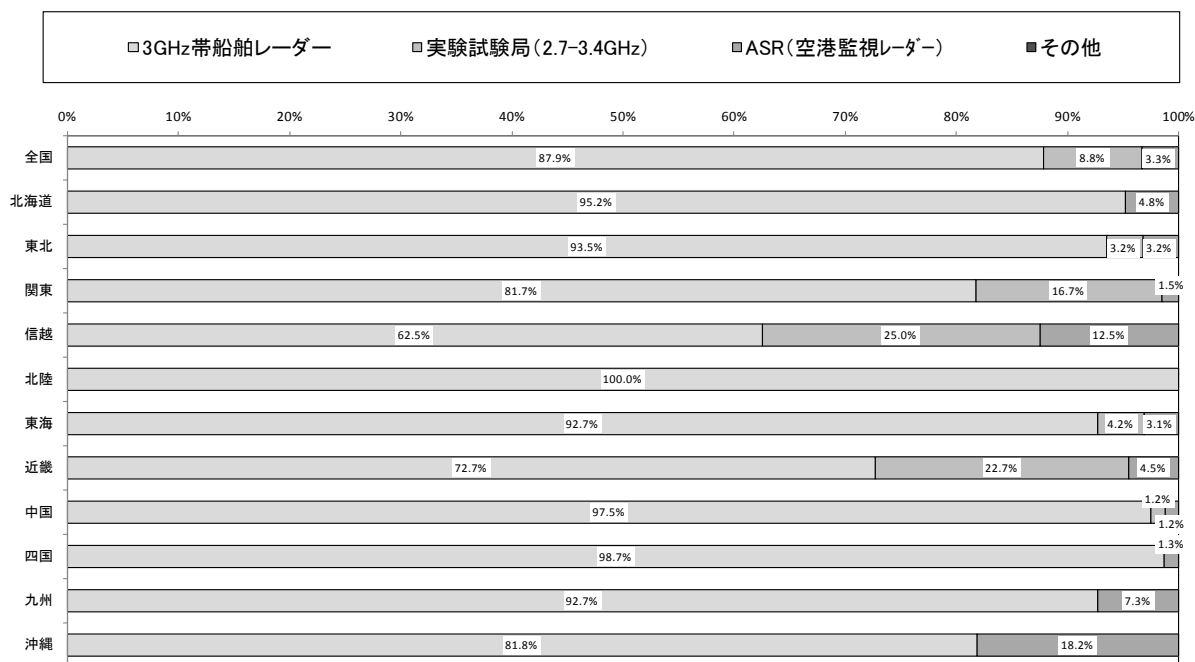 3GHz帯船舶レーダー 実験試験局(2.7-3.4GHz) ASR(空港監視レーダー) その他
0% 10% 20% 30% 40% 50% 60% 70% 80% 90% 100%
全国 87.9% 8.8% 3.3%
北海道 95.2% 4.8%
東北 93.5% 3.2% 3.2%
関東 81.7% 16.7% 1.5%
信越 62.5% 25.0% 12.5%
北陸 100.0%
東海 92.7% 4.2% 3.1%
近畿 72.7% 22.7% 4.5%
中国 97.5% 1.2% 1.2%
四国 98.7% 1.3%
九州 92.7% 7.3%
沖縄 81.8% 18.2%